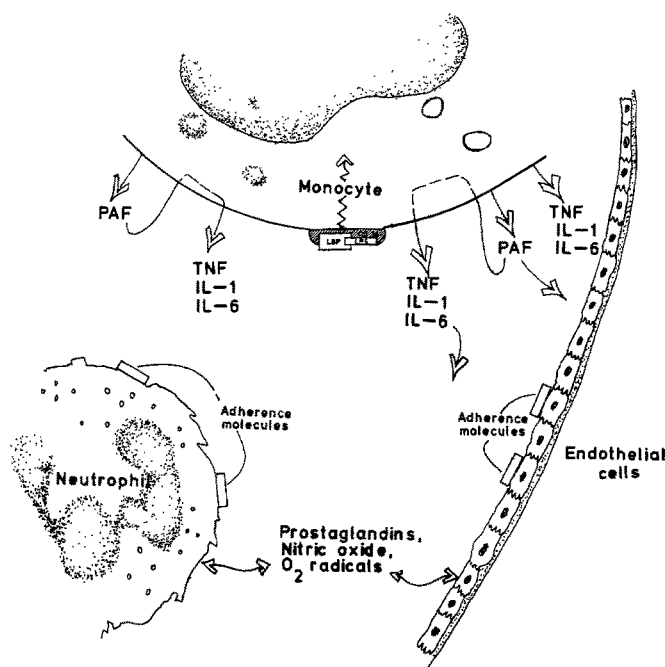 Monocyte
PAF
TNF
IL-1
IL-6
LBP
TNF
IL-1
IL-6
PAF
TNF
IL-1
IL-6
Adherence
molecules
Neutrophil
Adherence
molecules
Endothelial
cells
Prostaglandins,
Nitric oxide,
O₂ radicals